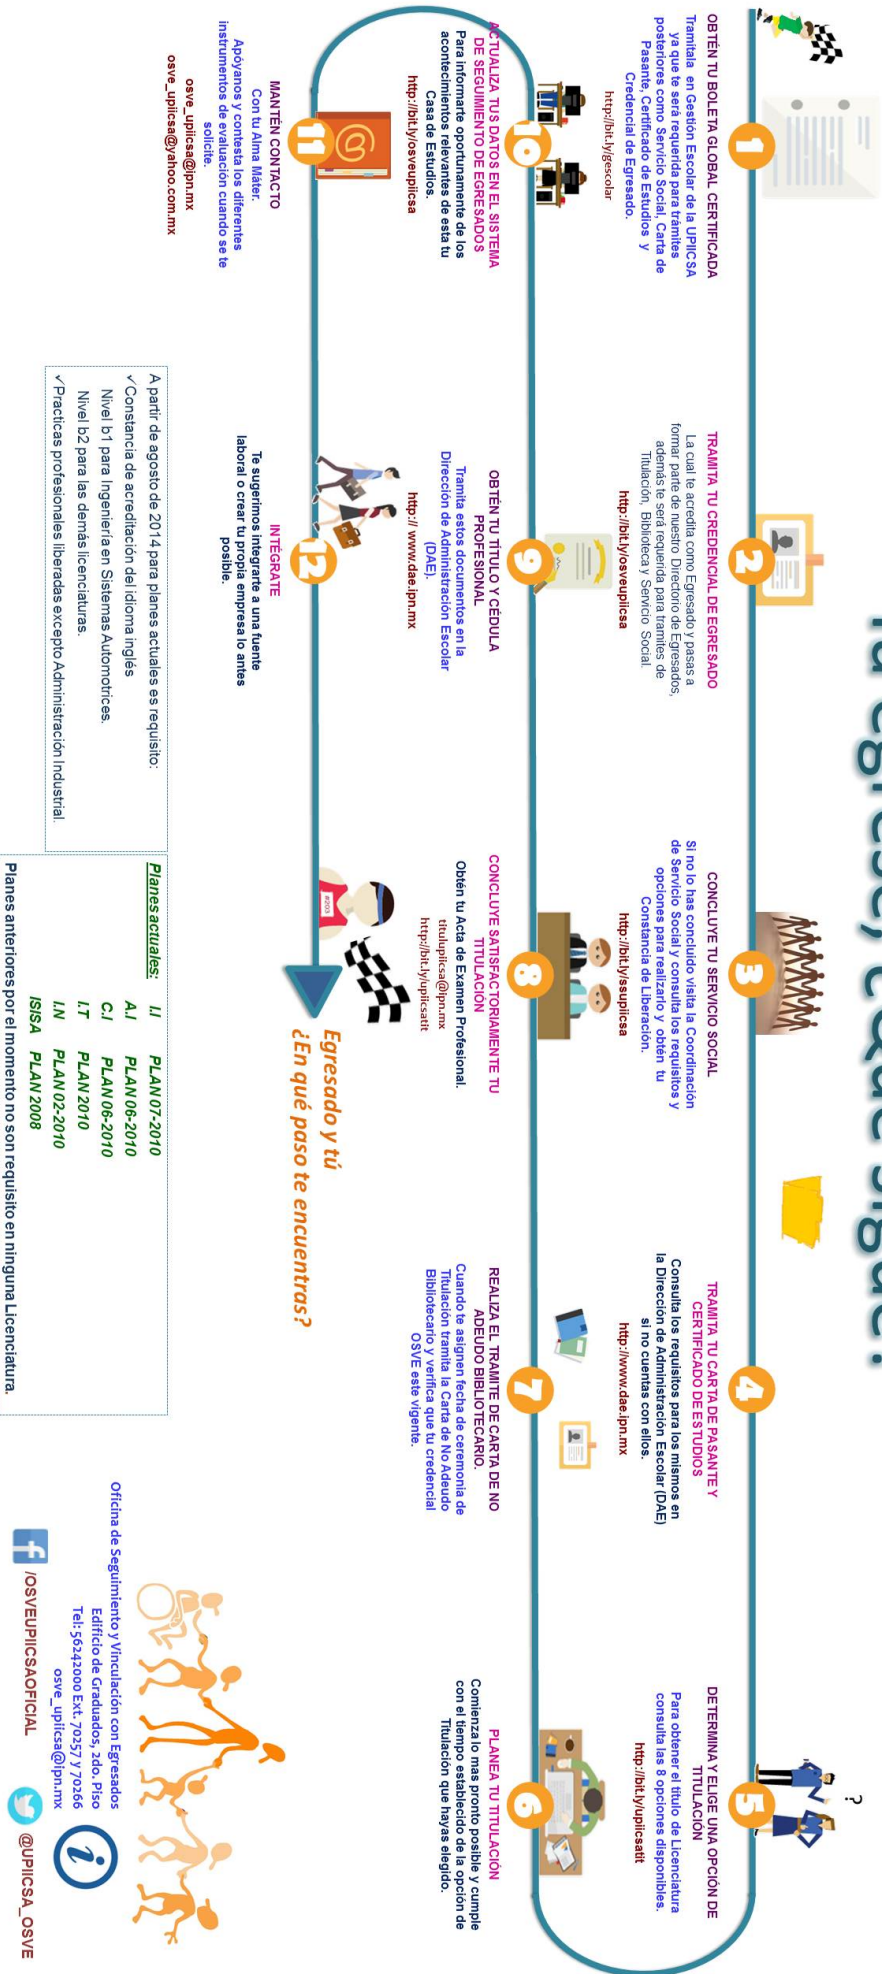 Tu egreso, ¿Qué sigue?
?
1
OBTÉN TU BOLETA GLOBAL CERTIFICADA
Tramítala en Gestión Escolar de la UPIICSA
ya que te será requerida para trámites
posteriores como Servicio Social, Carta de
Pasante, Certificado de Estudios y
Credencial de Egresado.
http://bit.ly/gescolar
2
TRAMITA TU CREDENCIAL DE EGRESADO
La cual te acredita como Egresado y pasas a
formar parte de nuestro Directorio de Egresados,
además te será requerida para tramites de
Titulación, Biblioteca y Servicio Social.
http://bit.ly/osveupiicsa
3
CONCLUYE TU SERVICIO SOCIAL
Si no lo has concluido visita la Coordinación
de Servicio Social y consulta los requisitos y
opciones para realizarlo y obtén tu
Constancia de Liberación.
http://bit.ly/ssupiicsa
4
TRAMITA TU CARTA DE PASANTE Y
CERTIFICADO DE ESTUDIOS
Consulta los requisitos para los mismos en
la Dirección de Administración Escolar (DAE)
si no cuentas con ellos.
http://www.dae.ipn.mx
5
DETERMINA Y ELIGE UNA OPCIÓN DE
TITULACIÓN
Para obtener el título de Licenciatura
consulta las 8 opciones disponibles.
http://bit.ly/upiicsatit
6
PLANEA TU TITULACIÓN
Comienza lo mas pronto posible y cumple
con el tiempo establecido de la opción de
Titulación que hayas elegido.
7
REALIZA EL TRAMITE DE CARTA DE NO
ADEUDO BIBLIOTECARIO.
Cuando te asignen fecha de ceremonia de
Titulación tramita la Carta de No Adeudo
Bibliotecario y verifica que tu credencial
OSVE este vigente.
8
CONCLUYE SATISFACTORIAMENTE TU
TITULACIÓN
Obtén tu Acta de Examen Profesional.
titulupiicsa@ipn.mx
http://bit.ly/upiicsatit
9
OBTÉN TU TÍTULO Y CÉDULA
PROFESIONAL
Tramita estos documentos en la
Dirección de Administración Escolar
(DAE).
http:// www.dae.ipn.mx
10
ACTUALIZA TUS DATOS EN EL SISTEMA
DE SEGUIMIENTO DE EGRESADOS
Para informarte oportunamente de los
acontecimientos relevantes de esta tu
Casa de Estudios.
http://bit.ly/osveupiicsa
@
11
MANTÉN CONTACTO
Con tu Alma Máter.
Apóyanos y contesta los diferentes
instrumentos de evaluación cuando se te
solicite.
osve_upiicsa@ipn.mx
osve_upiicsa@yahoo.com.mx
12
INTÉGRATE
Te sugerimos integrarte a una fuente
laboral o crear tu propia empresa lo antes
posible.
#203
Egresado y tú
¿En qué paso te encuentras?
A partir de agosto de 2014 para planes actuales es requisito:
✓Constancia de acreditación del idioma inglés
Nivel b1 para Ingeniería en Sistemas Automotrices.
Nivel b2 para las demás licenciaturas.
✓Practicas profesionales liberadas excepto Administración Industrial.
Planes actuales: I.I PLAN 07-2010
A.I PLAN 06-2010
C.I PLAN 06-2010
I.T PLAN 2010
I.N PLAN 02-2010
ISISA PLAN 2008
Planes anteriores por el momento no son requisito en ninguna Licenciatura.
Oficina de Seguimiento y Vinculación con Egresados
Edificio de Graduados, 2do. Piso
Tel: 56242000 Ext. 70257 y 70266
osve_upiicsa@ipn.mx
i
f /OSVEUPIICSAOFICIAL @UPIICSA_OSVE